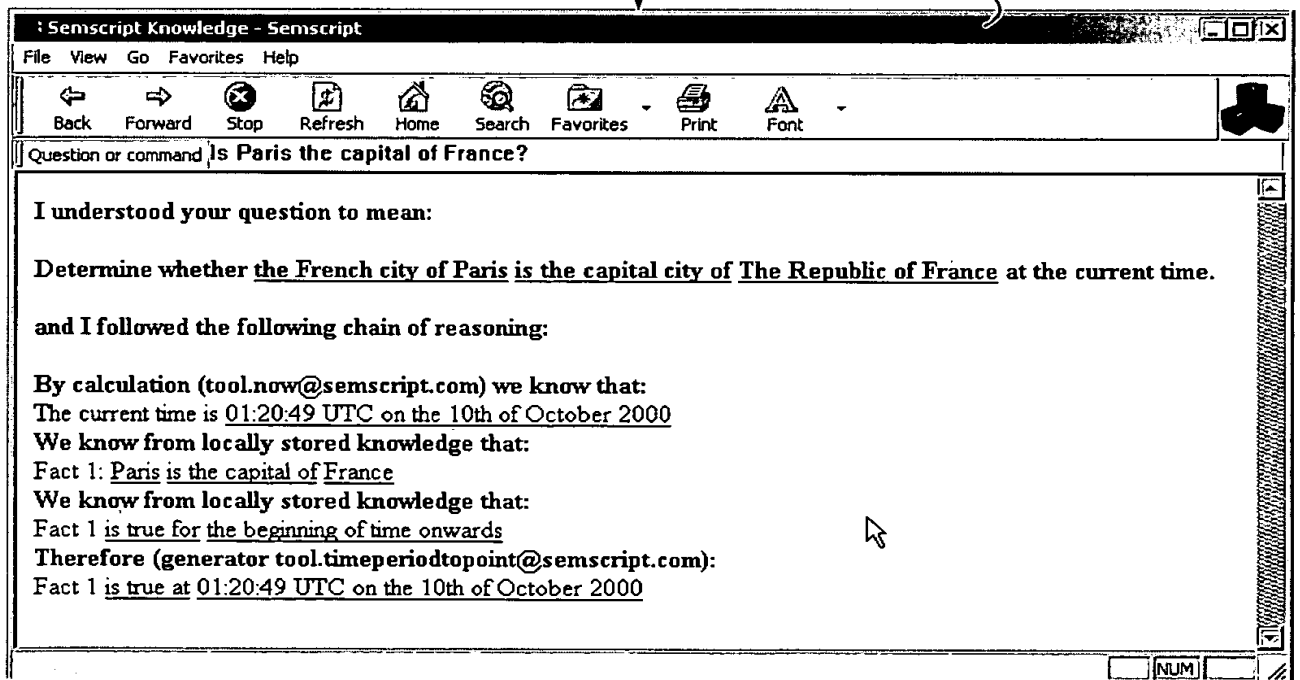 Semscript Knowledge - Semscript
File View Go Favorites Help
Back Forward Stop Refresh Home Search Favorites Print Font
Question or command Is Paris the capital of France?
I understood your question to mean:
Determine whether the French city of Paris is the capital city of The Republic of France at the current time.
and I followed the following chain of reasoning:
By calculation (tool.now@semscript.com) we know that:
The current time is 01:20:49 UTC on the 10th of October 2000
We know from locally stored knowledge that:
Fact 1: Paris is the capital of France
We know from locally stored knowledge that:
Fact 1 is true for the beginning of time onwards
Therefore (generator tool.timeperiodtopoint@semscript.com):
Fact 1 is true at 01:20:49 UTC on the 10th of October 2000
NUM